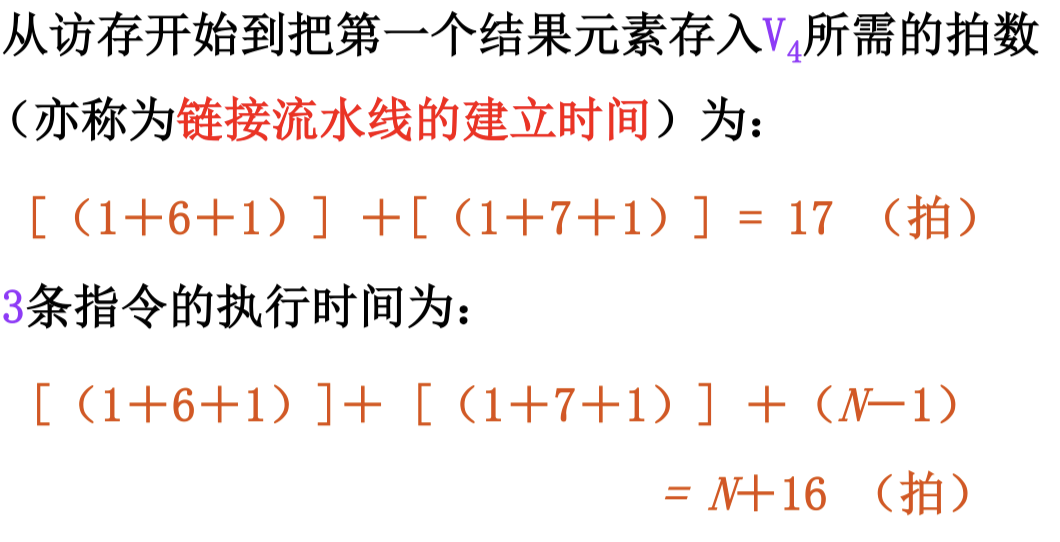 从访存开始到把第一个结果元素存入V₄所需的拍数
（亦称为链接流水线的建立时间）为：
[（1＋6＋1）] ＋[（1＋7＋1）] = 17 （拍）
3条指令的执行时间为：
[（1＋6＋1）]＋ [（1＋7＋1）] ＋（N－1）
= N＋16 （拍）